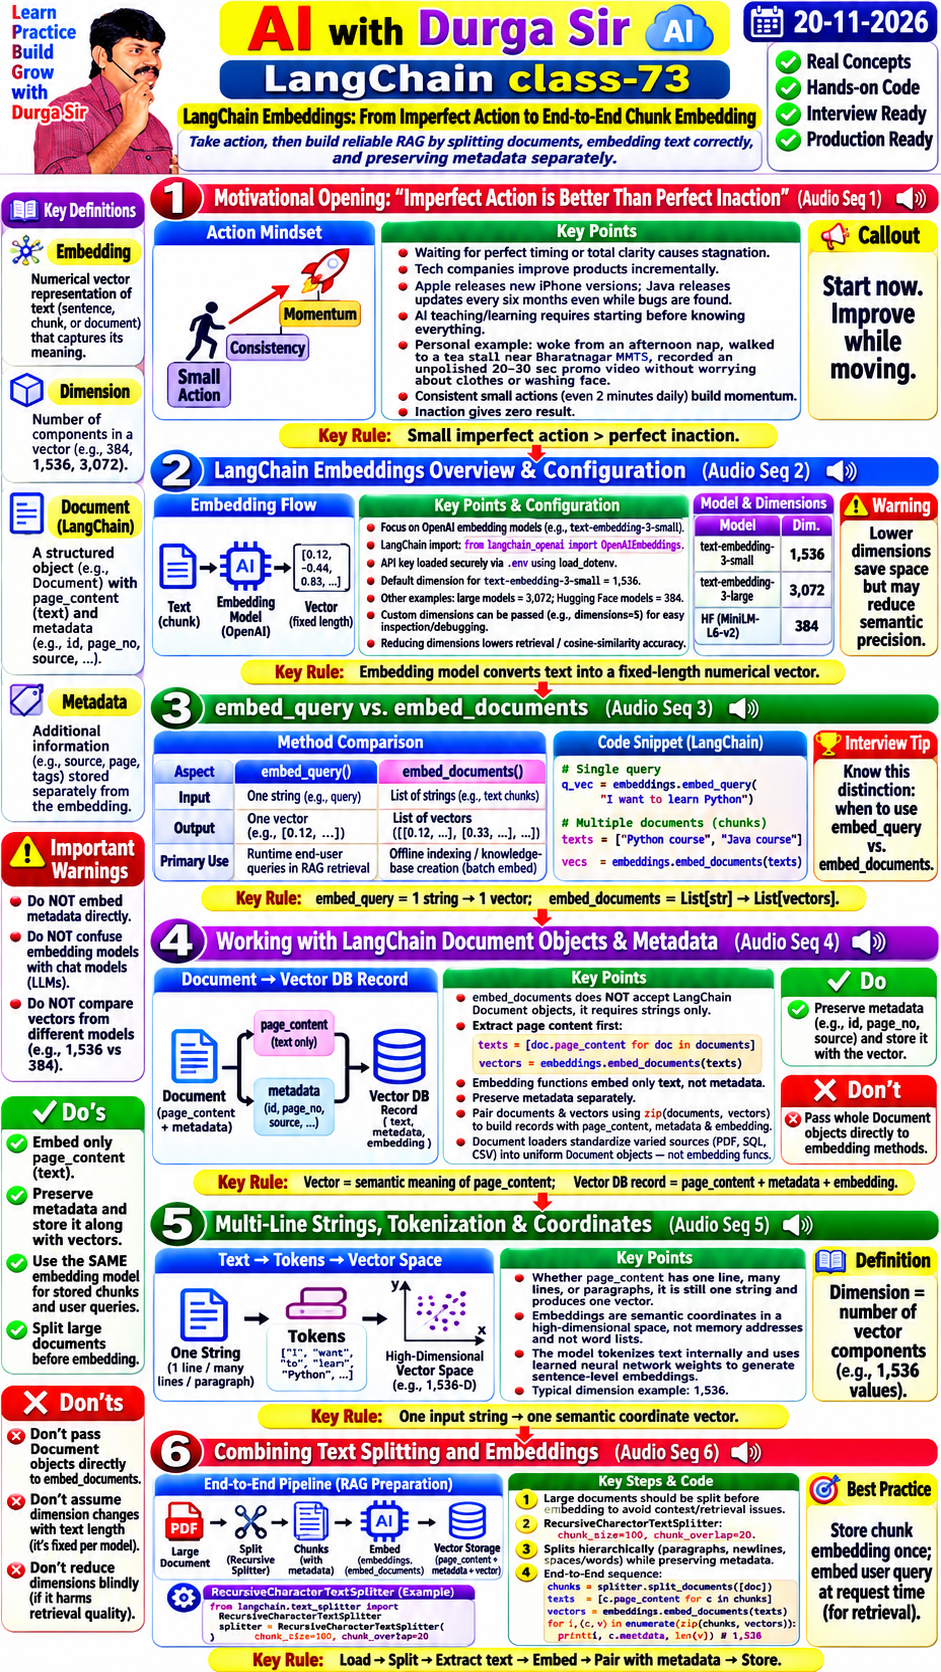 Learn
Practice
Build
Grow
with
Durga Sir
AI with Durga Sir
AI
LangChain class-73
LangChain Embeddings: From Imperfect Action to End-to-End Chunk Embedding
Take action, then build reliable RAG by splitting documents, embedding text correctly,
and preserving metadata separately.
20-11-2026
Real Concepts
Hands-on Code
Interview Ready
Production Ready
Key Definitions
Embedding
Numerical vector
representation of
text (sentence,
chunk, or document)
that captures its
meaning.
Dimension
Number of
components in a
vector (e.g., 384,
1,536, 3,072).
Document
(LangChain)
A structured
object (e.g.,
Document) with
page_content
(text) and
metadata
(e.g., id, page_no,
source, ...).
Metadata
Additional
information
(e.g., source, page,
tags) stored
separately from
the embedding.
Important
Warnings
Do NOT embed
metadata directly.
Do NOT confuse
embedding models
with chat models
(LLMs).
Do NOT compare
vectors from
different models
(e.g., 1,536 vs
384).
Do's
Embed only
page_content
(text).
Preserve
metadata and
store it along
with vectors.
Use the SAME
embedding model
for stored chunks
and user queries.
Split large
documents
before embedding.
Don'ts
Don't pass
Document
objects directly
to embed_documents.
Don't assume
dimension changes
with text length
(it's fixed per model).
Don't reduce
dimensions blindly
(if it harms
retrieval quality).
1 Motivational Opening: “Imperfect Action is Better Than Perfect Inaction” (Audio Seq 1)
Action Mindset
Small
Action
Consistency
Momentum
Key Points
Waiting for perfect timing or total clarity causes stagnation.
Tech companies improve products incrementally.
Apple releases new iPhone versions; Java releases
updates every six months even while bugs are found.
AI teaching/learning requires starting before knowing
everything.
Personal example: woke from an afternoon nap, walked
to a tea stall near Bharatnagar MMTS, recorded an
unpolished 20–30 sec promo video without worrying
about clothes or washing face.
Consistent small actions (even 2 minutes daily) build momentum.
Inaction gives zero result.
Callout
Start now.
Improve
while
moving.
Key Rule: Small imperfect action > perfect inaction.
2 LangChain Embeddings Overview & Configuration (Audio Seq 2)
Embedding Flow
Text
(chunk)
AI
Embedding
Model
(OpenAI)
[0.12,
-0.44,
0.83, ...]
Vector
(fixed length)
Key Points & Configuration
Focus on OpenAI embedding models (e.g., text-embedding-3-small).
LangChain import: from langchain_openai import OpenAIEmbeddings.
API key loaded securely via .env using load_dotenv.
Default dimension for text-embedding-3-small = 1,536.
Other examples: large models = 3,072; Hugging Face models = 384.
Custom dimensions can be passed (e.g., dimensions=5) for easy
inspection/debugging.
Reducing dimensions lowers retrieval / cosine-similarity accuracy.
Model & Dimensions
Model Dim.
text-embedding-
3-small 1,536
text-embedding-
3-large 3,072
HF (MiniLM-
L6-v2) 384
Warning
Lower
dimensions
save space
but may
reduce
semantic
precision.
Key Rule: Embedding model converts text into a fixed-length numerical vector.
3 embed_query vs. embed_documents (Audio Seq 3)
Method Comparison
Aspect embed_query() embed_documents()
Input One string (e.g., query) List of strings (e.g., text chunks)
Output One vector
(e.g., [0.12, ...]) List of vectors
([[0.12, ...], [0.33, ...], ...])
Primary Use Runtime end-user
queries in RAG retrieval Offline indexing / knowledge-
base creation (batch embed)
Code Snippet (LangChain)
# Single query
q_vec = embeddings.embed_query(
"I want to learn Python")
# Multiple documents (chunks)
texts = ["Python course", "Java course"]
vecs = embeddings.embed_documents(texts)
Interview Tip
Know this
distinction:
when to use
embed_query
vs.
embed_documents.
Key Rule: embed_query = 1 string → 1 vector; embed_documents = List[str] → List[vectors].
4 Working with LangChain Document Objects & Metadata (Audio Seq 4)
Document → Vector DB Record
Document
(page_content
+ metadata)
page_content
(text only)
metadata
(id, page_no,
source, ...)
Vector DB
Record
( text,
metadata,
embedding )
Key Points
embed_documents does NOT accept LangChain
Document objects, it requires strings only.
Extract page content first:
texts = [doc.page_content for doc in documents]
vectors = embeddings.embed_documents(texts)
Embedding functions embed only text, not metadata.
Preserve metadata separately.
Pair documents & vectors using zip(documents, vectors)
to build records with page_content, metadata & embedding.
Document loaders standardize varied sources (PDF, SQL,
CSV) into uniform Document objects — not embedding funcs.
Do
Preserve metadata
(e.g., id, page_no,
source) and store it
with the vector.
Don't
Pass whole Document
objects directly to
embedding methods.
Key Rule: Vector = semantic meaning of page_content; Vector DB record = page_content + metadata + embedding.
5 Multi-Line Strings, Tokenization & Coordinates (Audio Seq 5)
Text → Tokens → Vector Space
One String
(1 line / many
lines / paragraph)
Tokens
["I", "want",
"to", "learn",
"Python", ...]
y
x
High-Dimensional
Vector Space
(e.g., 1,536-D)
Key Points
Whether page_content has one line, many
lines, or paragraphs, it is still one string and
produces one vector.
Embeddings are semantic coordinates in a
high-dimensional space, not memory addresses
and not word lists.
The model tokenizes text internally and uses
learned neural network weights to generate
sentence-level embeddings.
Typical dimension example: 1,536.
Definition
Dimension =
number of
vector
components
(e.g., 1,536
values).
Key Rule: One input string → one semantic coordinate vector.
6 Combining Text Splitting and Embeddings (Audio Seq 6)
End-to-End Pipeline (RAG Preparation)
PDF
Large
Document
Split
(Recursive
Splitter)
Chunks
(with
metadata)
AI
Embed
(embeddings.
embed_documents)
Vector Storage
(page_content +
metadata + vector)
RecursiveCharactorTextSplitter (Example)
from langchain.text_splitter import
RecursiveCharactorTextSplitter
splitter = RecursiveCharactorTextSplitter(
chunk_size=100, chunk_overlap=20
)
Key Steps & Code
1 Large documents should be split before
embedding to avoid context/retrieval issues.
2 RecursiveCharactorTextSplitter:
chunk_size=100, chunk_overlap=20.
3 Splits hierarchically (paragraphs, newlines,
spaces/words) while preserving metadata.
4 End-to-End sequence:
chunks = splitter.split_documents([doc])
texts = [c.page_content for c in chunks]
vectors = embeddings.embed_documents(texts)
for i,(c, v) in enumerate(zip(chunks, vectors)):
print(i, c.metdata, len(v)) # 1,536
Best Practice
Store chunk
embedding once;
embed user query
at request time
(for retrieval).
Key Rule: Load → Split → Extract text → Embed → Pair with metadata → Store.